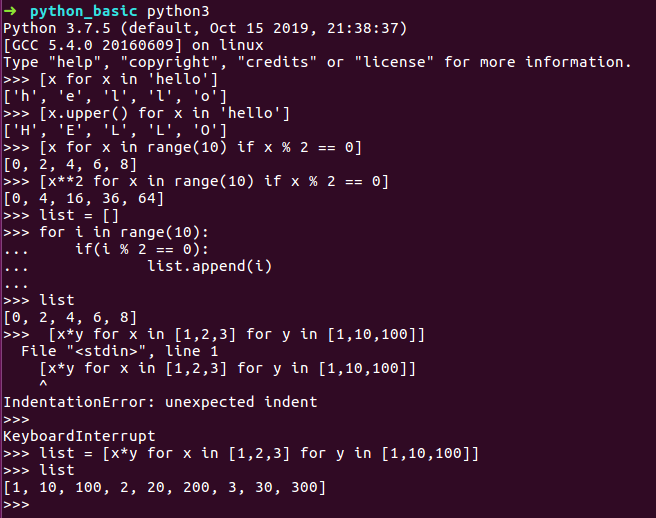 ➜  python_basic python3
Python 3.7.5 (default, Oct 15 2019, 21:38:37)
[GCC 5.4.0 20160609] on linux
Type "help", "copyright", "credits" or "license" for more information.
>>> [x for x in 'hello']
['h', 'e', 'l', 'l', 'o']
>>> [x.upper() for x in 'hello']
['H', 'E', 'L', 'L', 'O']
>>> [x for x in range(10) if x % 2 == 0]
[0, 2, 4, 6, 8]
>>> [x**2 for x in range(10) if x % 2 == 0]
[0, 4, 16, 36, 64]
>>> list = []
>>> for i in range(10):
...     if(i % 2 == 0):
...             list.append(i)
...
>>> list
[0, 2, 4, 6, 8]
>>>  [x*y for x in [1,2,3] for y in [1,10,100]]
  File "<stdin>", line 1
    [x*y for x in [1,2,3] for y in [1,10,100]]
    ^
IndentationError: unexpected indent
>>>
KeyboardInterrupt
>>> list = [x*y for x in [1,2,3] for y in [1,10,100]]
>>> list
[1, 10, 100, 2, 20, 200, 3, 30, 300]
>>>